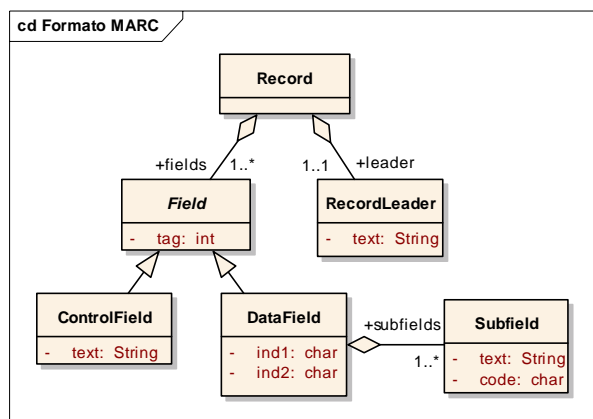 cd Formato MARC
Record
+fields
1..*
1..1
+leader
Field
- tag: int
RecordLeader
- text: String
ControlField
- text: String
DataField
- ind1: char
- ind2: char
+subfields
1..*
Subfield
- text: String
- code: char